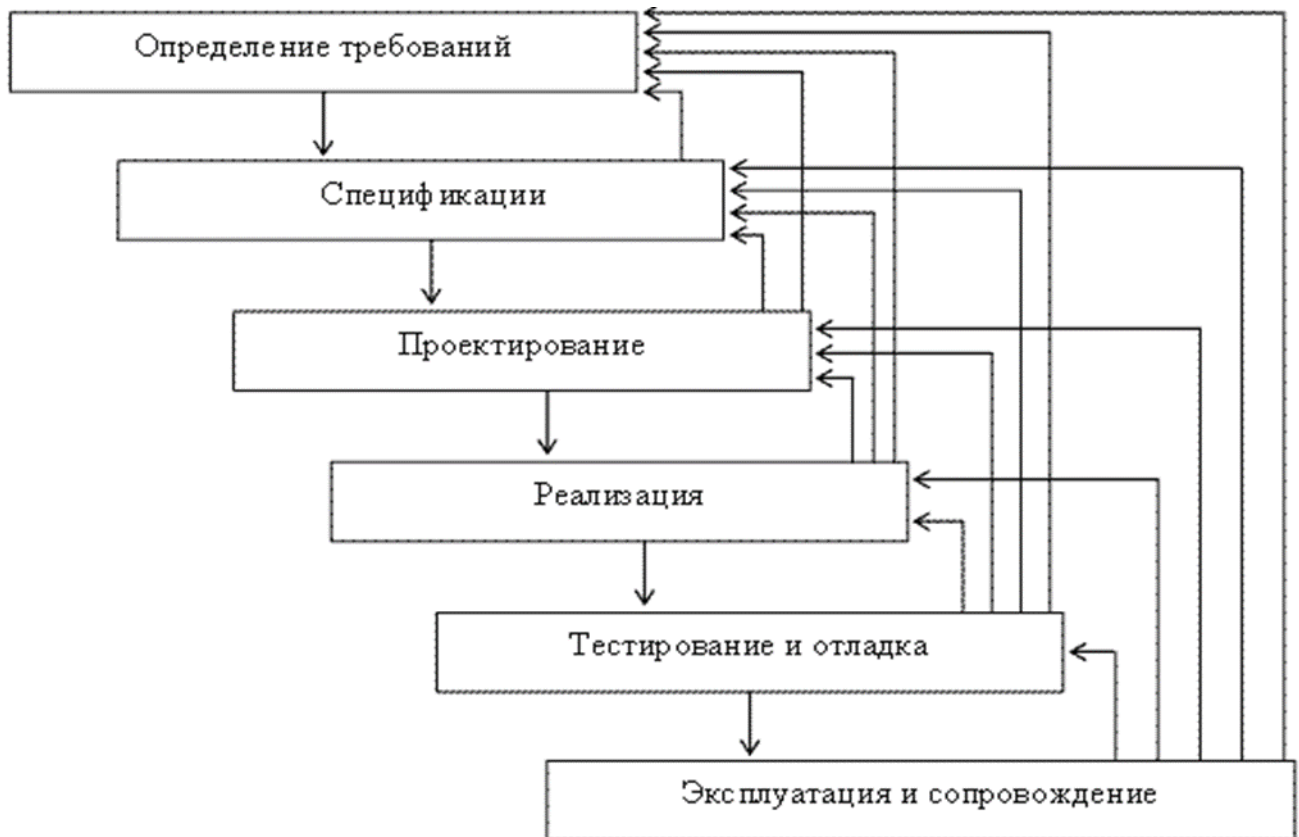 Определение требований
Спецификации
Проектирование
Реализация
Тестирование и отладка
Эксплуатация и сопровождение